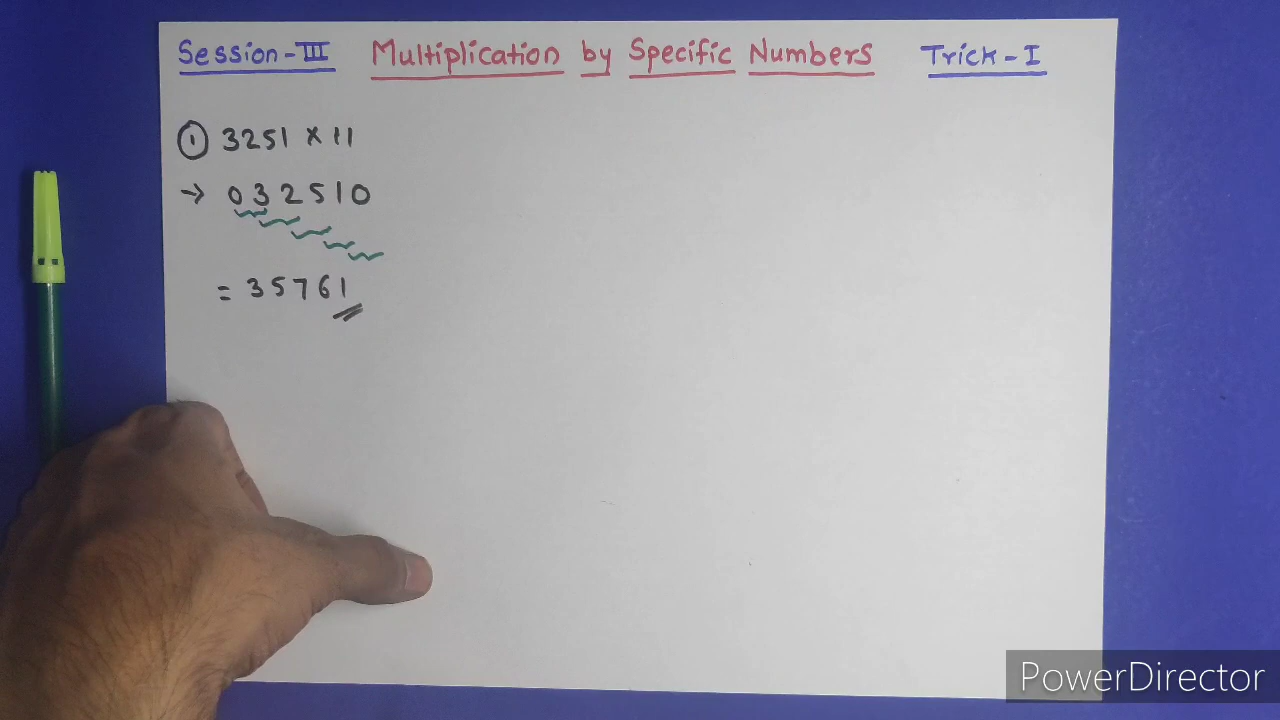 Session-III Multiplication by Specific Numbers Trick-I
① 3251 × 11
→ 032510
= 35761
PowerDirector